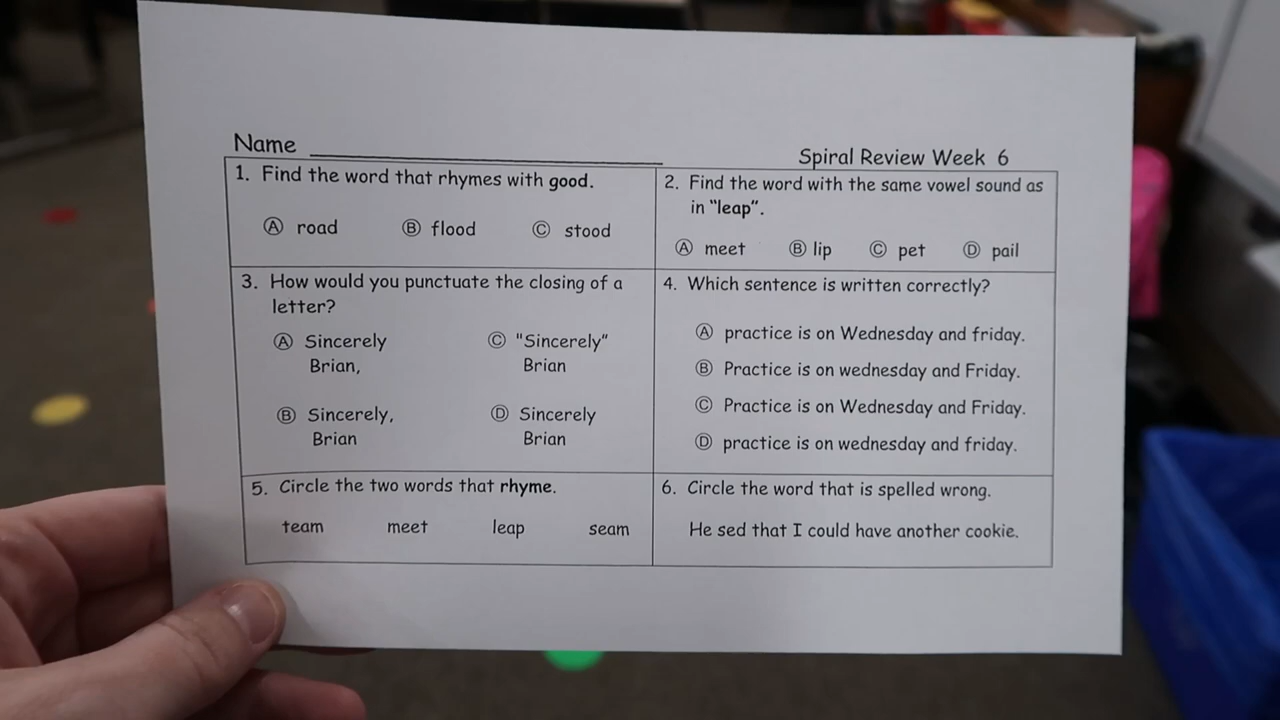 Name
Spiral Review Week 6
1. Find the word that rhymes with good.
Ⓐ road Ⓑ flood Ⓒ stood
2. Find the word with the same vowel sound as
in "leap".
Ⓐ meet Ⓑ lip Ⓒ pet Ⓓ pail
3. How would you punctuate the closing of a
letter?
Ⓐ Sincerely
Brian,
Ⓒ "Sincerely"
Brian
Ⓑ Sincerely,
Brian
Ⓓ Sincerely
Brian
4. Which sentence is written correctly?
Ⓐ practice is on Wednesday and friday.
Ⓑ Practice is on wednesday and Friday.
Ⓒ Practice is on Wednesday and Friday.
Ⓓ practice is on wednesday and friday.
5. Circle the two words that rhyme.
team meet leap seam
6. Circle the word that is spelled wrong.
He sed that I could have another cookie.